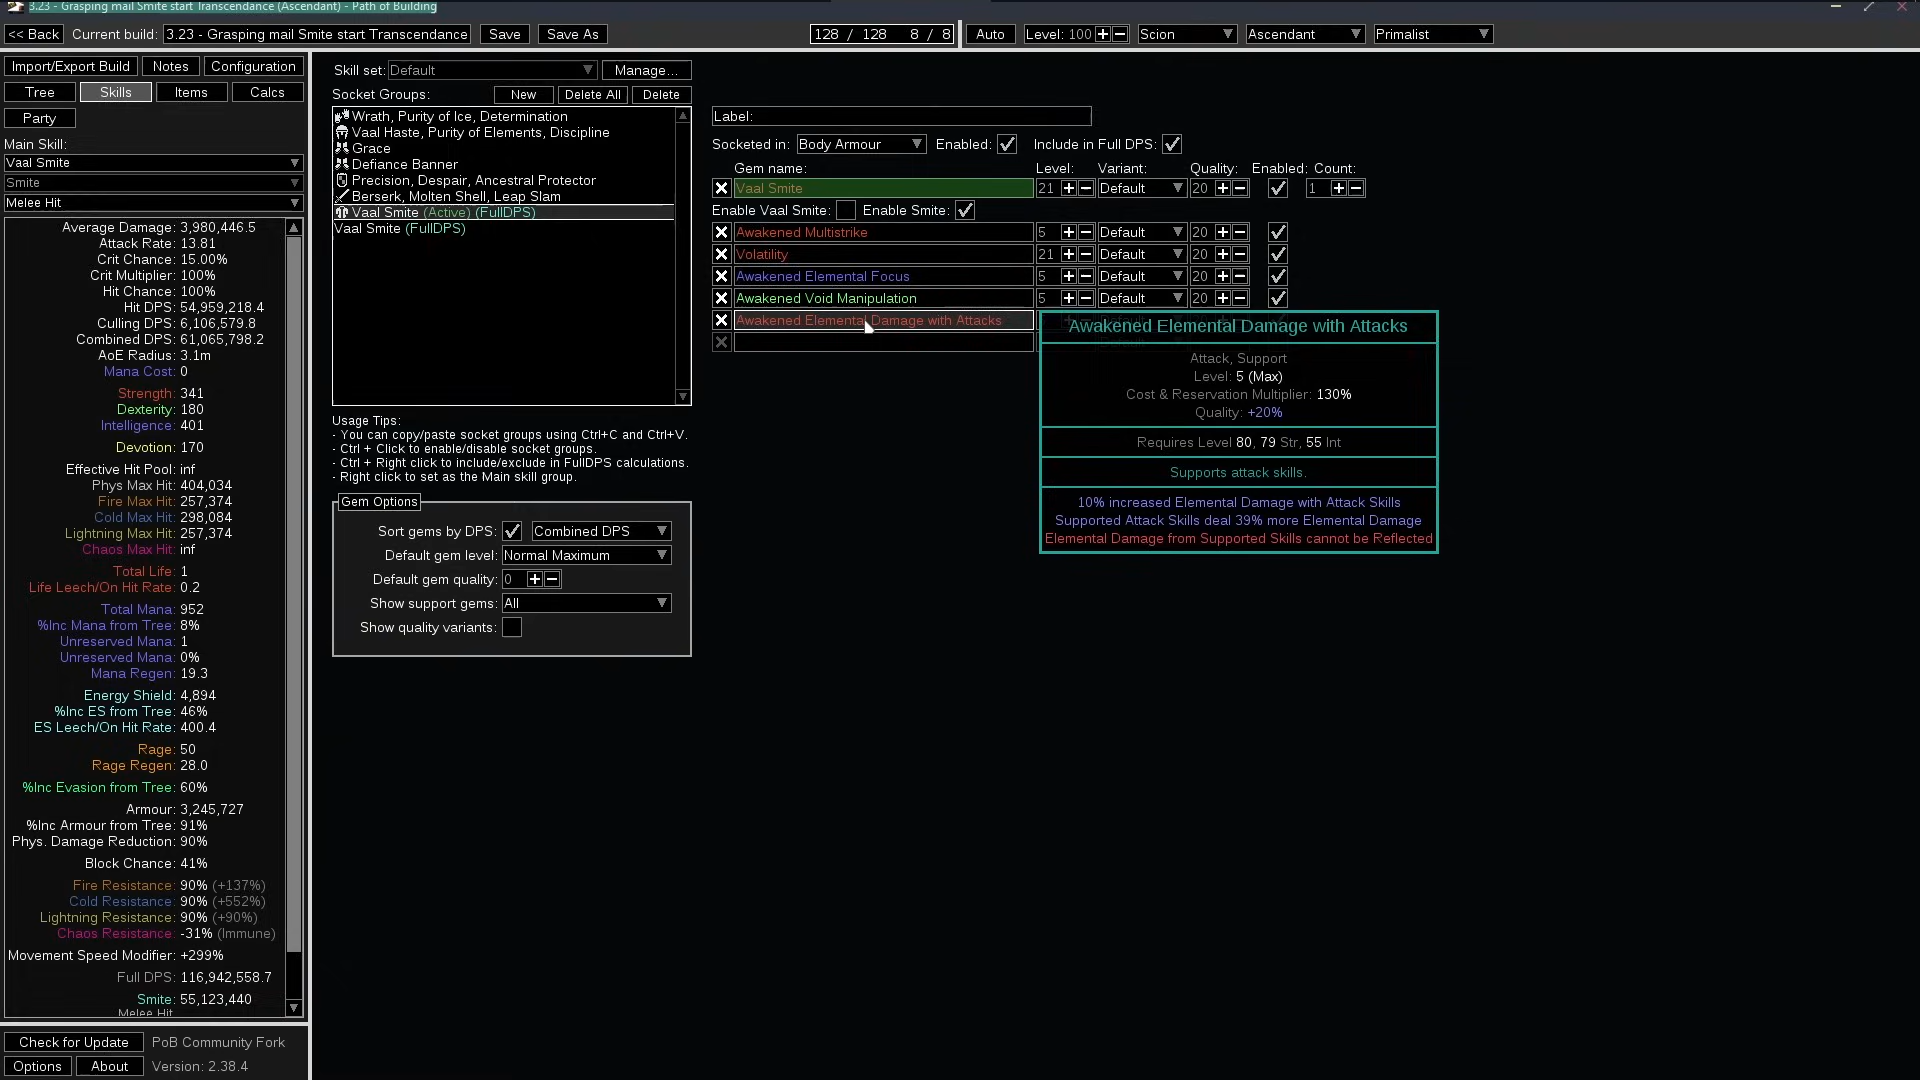 3.23 - Grasping mail Smite start Transcendance (Ascendant) - Path of Building
<< Back Current build: 3.23 - Grasping mail Smite start Transcendance Save Save As 128 / 128 8 / 8 Auto Level: 100 Scion Ascendant Primalist
Import/Export Build Notes Configuration
Tree Skills Items Calcs
Party
Main Skill:
Vaal Smite
Smite
Melee Hit
Average Damage: 3,980,446.5
Attack Rate: 13.81
Crit Chance: 15.00%
Crit Multiplier: 100%
Hit Chance: 100%
Hit DPS: 54,959,218.4
Culling DPS: 6,106,579.8
Combined DPS: 61,065,798.2
AoE Radius: 3.1m
Mana Cost: 0
Strength: 341
Dexterity: 180
Intelligence: 401
Devotion: 170
Effective Hit Pool: inf
Phys Max Hit: 404,034
Fire Max Hit: 257,374
Cold Max Hit: 298,084
Lightning Max Hit: 257,374
Chaos Max Hit: inf
Total Life: 1
Life Leech/On Hit Rate: 0.2
Total Mana: 952
%Inc Mana from Tree: 8%
Unreserved Mana: 1
Unreserved Mana: 0%
Mana Regen: 19.3
Energy Shield: 4,894
%Inc ES from Tree: 46%
ES Leech/On Hit Rate: 400.4
Rage: 50
Rage Regen: 28.0
%Inc Evasion from Tree: 60%
Armour: 3,245,727
%Inc Armour from Tree: 91%
Phys. Damage Reduction: 90%
Block Chance: 41%
Fire Resistance: 90% (+137%)
Cold Resistance: 90% (+552%)
Lightning Resistance: 90% (+90%)
Chaos Resistance: -31% (Immune)
Movement Speed Modifier: +299%
Full DPS: 116,942,558.7
Smite: 55,123,440
Melee Hit
Check for Update PoB Community Fork
Options About Version: 2.38.4
Skill set: Default Manage...
Socket Groups: New Delete All Delete
Wrath, Purity of Ice, Determination
Vaal Haste, Purity of Elements, Discipline
Grace
Defiance Banner
Precision, Despair, Ancestral Protector
Berserk, Molten Shell, Leap Slam
Vaal Smite (Active) (FullDPS)
Vaal Smite (FullDPS)
Usage Tips:
- You can copy/paste socket groups using Ctrl+C and Ctrl+V.
- Ctrl + Click to enable/disable socket groups.
- Ctrl + Right click to include/exclude in FullDPS calculations.
- Right click to set as the Main skill group.
Gem Options
Sort gems by DPS: Combined DPS
Default gem level: Normal Maximum
Default gem quality: 0
Show support gems: All
Show quality variants:
Label:
Socketed in: Body Armour Enabled: Include in Full DPS:
Gem name: Level: Variant: Quality: Enabled: Count:
Vaal Smite 21 Default 20 1
Enable Vaal Smite: Enable Smite:
Awakened Multistrike 5 Default 20
Volatility 21 Default 20
Awakened Elemental Focus 5 Default 20
Awakened Void Manipulation 5 Default 20
Awakened Elemental Damage with Attacks
Awakened Elemental Damage with Attacks
Attack, Support
Level: 5 (Max)
Cost & Reservation Multiplier: 130%
Quality: +20%
Requires Level 80, 79 Str, 55 Int
Supports attack skills.
10% increased Elemental Damage with Attack Skills
Supported Attack Skills deal 39% more Elemental Damage
Elemental Damage from Supported Skills cannot be Reflected